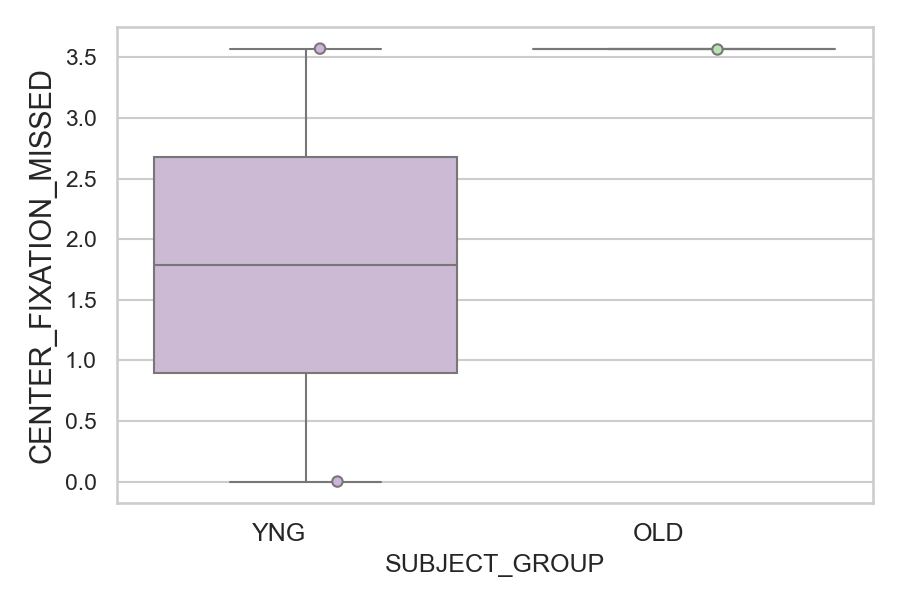 CENTER_FIXATION_MISSED
3.5
3.0
2.5
2.0
1.5
1.0
0.5
0.0
YNG OLD
SUBJECT_GROUP